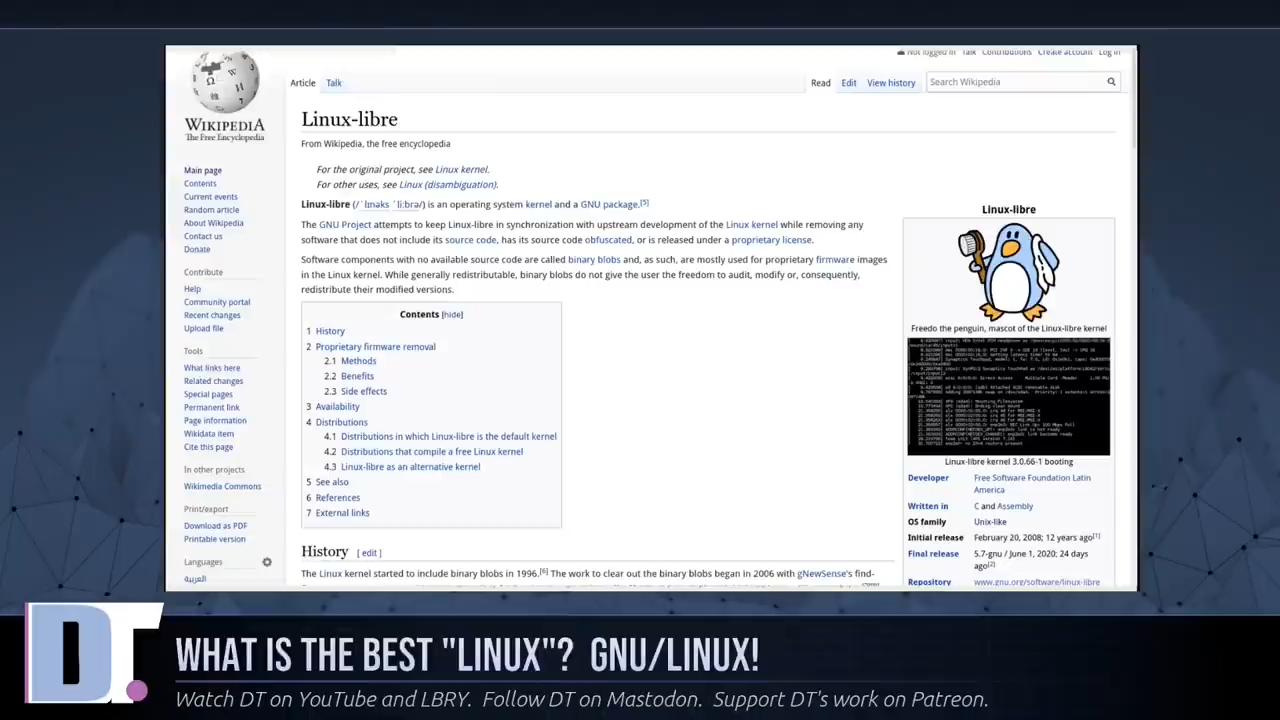 Not logged in Talk Contributions Create account Log in
Article Talk Read Edit View history Search Wikipedia
WIKIPEDIA
The Free Encyclopedia
Main page
Contents
Current events
Random article
About Wikipedia
Contact us
Donate
Contribute
Help
Community portal
Recent changes
Upload file
Tools
What links here
Related changes
Special pages
Permanent link
Page information
Wikidata item
Cite this page
In other projects
Wikimedia Commons
Print/export
Download as PDF
Printable version
Languages
العربية
Linux-libre
From Wikipedia, the free encyclopedia
For the original project, see Linux kernel.
For other uses, see Linux (disambiguation).
Linux-libre (/ˈlɪnəks ˈliːbrə/) is an operating system kernel and a GNU package.[5]
The GNU Project attempts to keep Linux-libre in synchronization with upstream development of the Linux kernel while removing any
software that does not include its source code, has its source code obfuscated, or is released under a proprietary license.
Software components with no available source code are called binary blobs and, as such, are mostly used for proprietary firmware images
in the Linux kernel. While generally redistributable, binary blobs do not give the user the freedom to audit, modify or, consequently,
redistribute their modified versions.
Contents [hide]
1 History
2 Proprietary firmware removal
2.1 Methods
2.2 Benefits
2.3 Side effects
3 Availability
4 Distributions
4.1 Distributions in which Linux-libre is the default kernel
4.2 Distributions that compile a free Linux kernel
4.3 Linux-libre as an alternative kernel
5 See also
6 References
7 External links
History [ edit ]
The Linux kernel started to include binary blobs in 1996.[6] The work to clear out the binary blobs began in 2006 with gNewSense's find-
Linux-libre
Freedo the penguin, mascot of the Linux-libre kernel
Linux-libre kernel 3.0.66-1 booting
Developer Free Software Foundation Latin
America
Written in C and Assembly
OS family Unix-like
Initial release February 20, 2008; 12 years ago[1]
Final release 5.7-gnu / June 1, 2020; 24 days
ago[2]
Repository www.gnu.org/software/linux-libre
DT.
WHAT IS THE BEST "LINUX"? GNU/LINUX!
Watch DT on YouTube and LBRY. Follow DT on Mastodon. Support DT's work on Patreon.